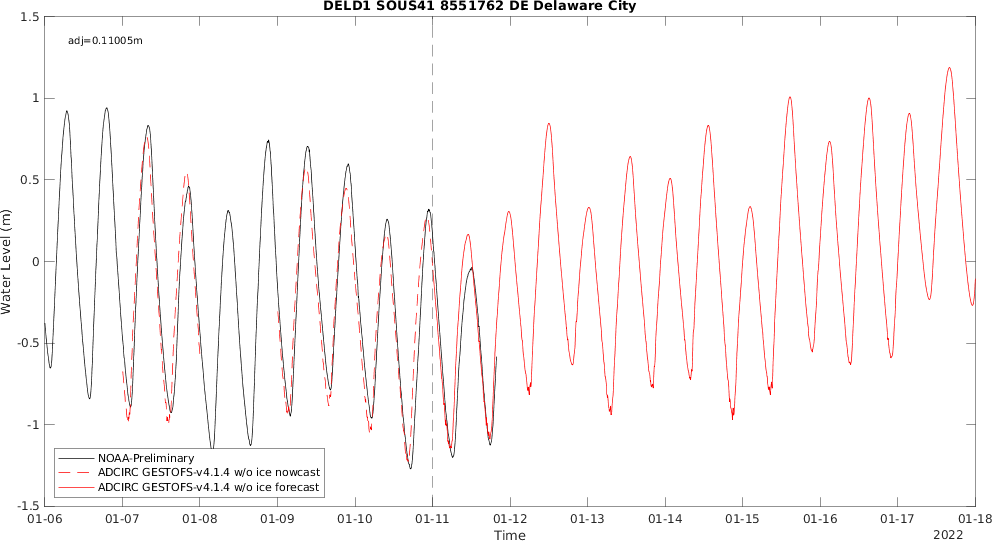 DELD1 SOUS41 8551762 DE Delaware City
adj=0.11005m
1.5
1
0.5
0
-0.5
-1
-1.5
Water Level (m)
NOAA-Preliminary
ADCIRC GESTOFS-v4.1.4 w/o ice nowcast
ADCIRC GESTOFS-v4.1.4 w/o ice forecast
01-06 01-07 01-08 01-09 01-10 01-11 01-12 01-13 01-14 01-15 01-16 01-17 01-18
Time
2022